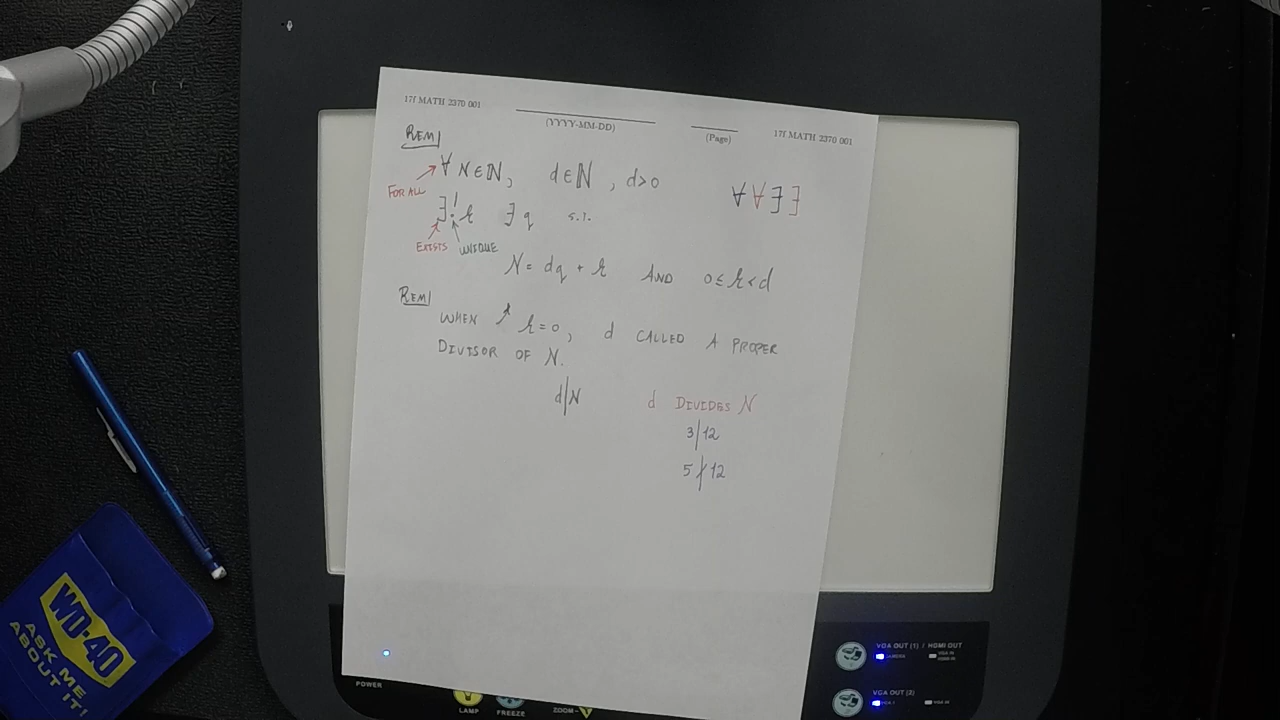 17f MATH 2370 001 (YYYY-MM-DD) (Page) 17f MATH 2370 001
REM
∀ N ∈ ℕ, d ∈ ℕ, d > 0
∀ ∀ ∃ ∃
FOR ALL
∃! r ∃ q s.t.
EXISTS UNIQUE
N = dq + r AND 0 ≤ r < d
REM
WHEN r = 0, d CALLED A PROPER
DIVISOR OF N.
d | N d DIVIDES N
3 | 12
5 ∤ 12
WD-40
ASK ME
ABOUT IT!
POWER
LAMP FREEZE ZOOM
VGA OUT (1) / HDMI OUT
VGA OUT (2)